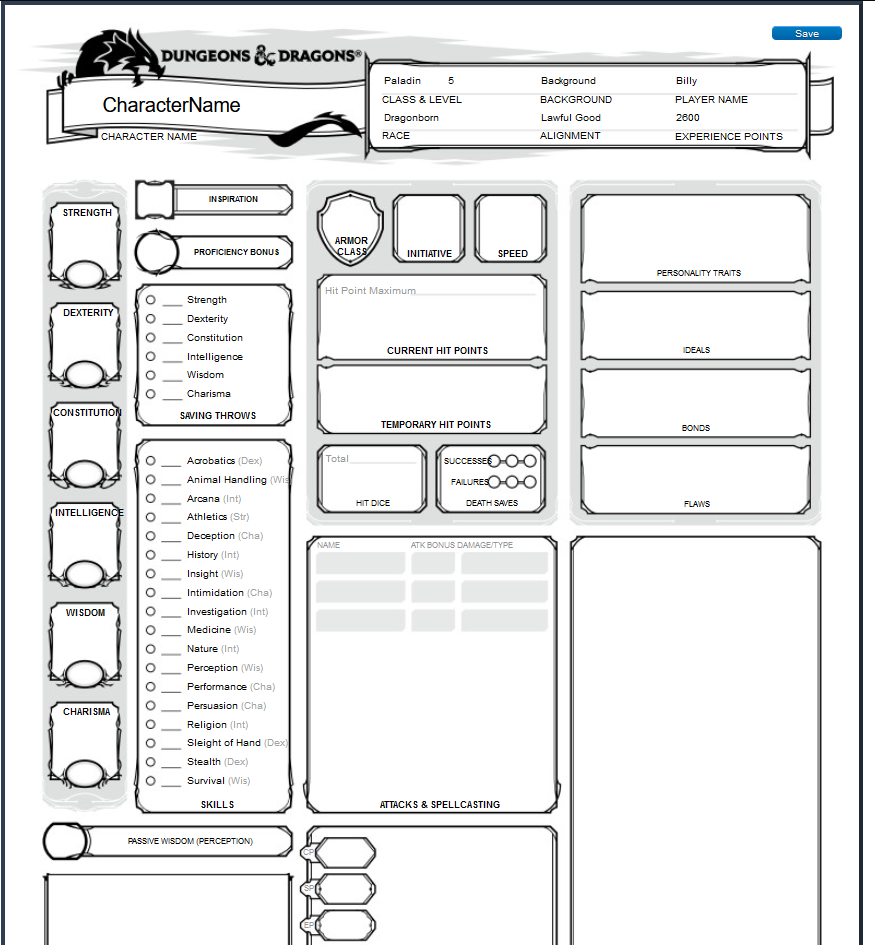 Save
DUNGEONS & DRAGONS®
CharacterName
CHARACTER NAME
Paladin 5 Background Billy
CLASS & LEVEL BACKGROUND PLAYER NAME
Dragonborn Lawful Good 2600
RACE ALIGNMENT EXPERIENCE POINTS
STRENGTH
DEXTERITY
CONSTITUTION
INTELLIGENCE
WISDOM
CHARISMA
INSPIRATION
PROFICIENCY BONUS
Strength
Dexterity
Constitution
Intelligence
Wisdom
Charisma
SAVING THROWS
Acrobatics (Dex)
Animal Handling (Wis
Arcana (Int)
Athletics (Str)
Deception (Cha)
History (Int)
Insight (Wis)
Intimidation (Cha)
Investigation (Int)
Medicine (Wis)
Nature (Int)
Perception (Wis)
Performance (Cha)
Persuasion (Cha)
Religion (Int)
Sleight of Hand (Dex)
Stealth (Dex)
Survival (Wis)
SKILLS
PASSIVE WISDOM (PERCEPTION)
ARMOR
CLASS
INITIATIVE
SPEED
Hit Point Maximum
CURRENT HIT POINTS
TEMPORARY HIT POINTS
Total
HIT DICE
SUCCESSES
FAILURES
DEATH SAVES
NAME ATK BONUS DAMAGE/TYPE
ATTACKS & SPELLCASTING
CP
SP
EP
PERSONALITY TRAITS
IDEALS
BONDS
FLAWS